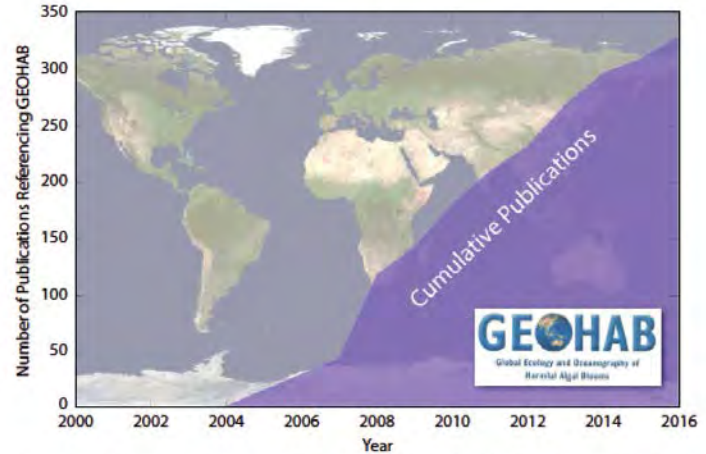 350
300
250
200
150
100
50
0
Number of Publications Referencing GEOHAB
Cumulative Publications
GEOHAB
Global Ecology and Oceanography of
Harmful Algal Blooms
2000 2002 2004 2006 2008 2010 2012 2014 2016
Year